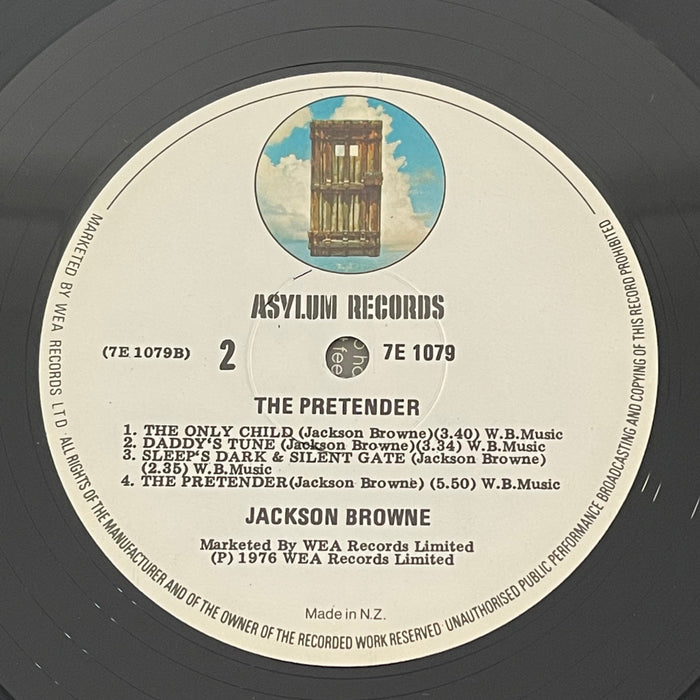 ASYLUM RECORDS
(7E 1079B) 2 7E 1079
THE PRETENDER
1. THE ONLY CHILD (Jackson Browne)(3.40) W.B.Music
2. DADDY'S TUNE (Jackson Browne)(3.34) W.B.Music
3. SLEEP'S DARK & SILENT GATE (Jackson Browne)
(2.35) W.B.Music
4. THE PRETENDER(Jackson Browne) (5.50) W.B.Music
JACKSON BROWNE
Marketed By WEA Records Limited
(P) 1976 WEA Records Limited
Made in N.Z.
MARKETED BY WEA RECORDS LTD · ALL RIGHTS OF THE MANUFACTURER AND OF THE OWNER OF THE RECORDED WORK RESERVED · UNAUTHORISED PUBLIC PERFORMANCE BROADCASTING AND COPYING OF THIS RECORD PROHIBITED